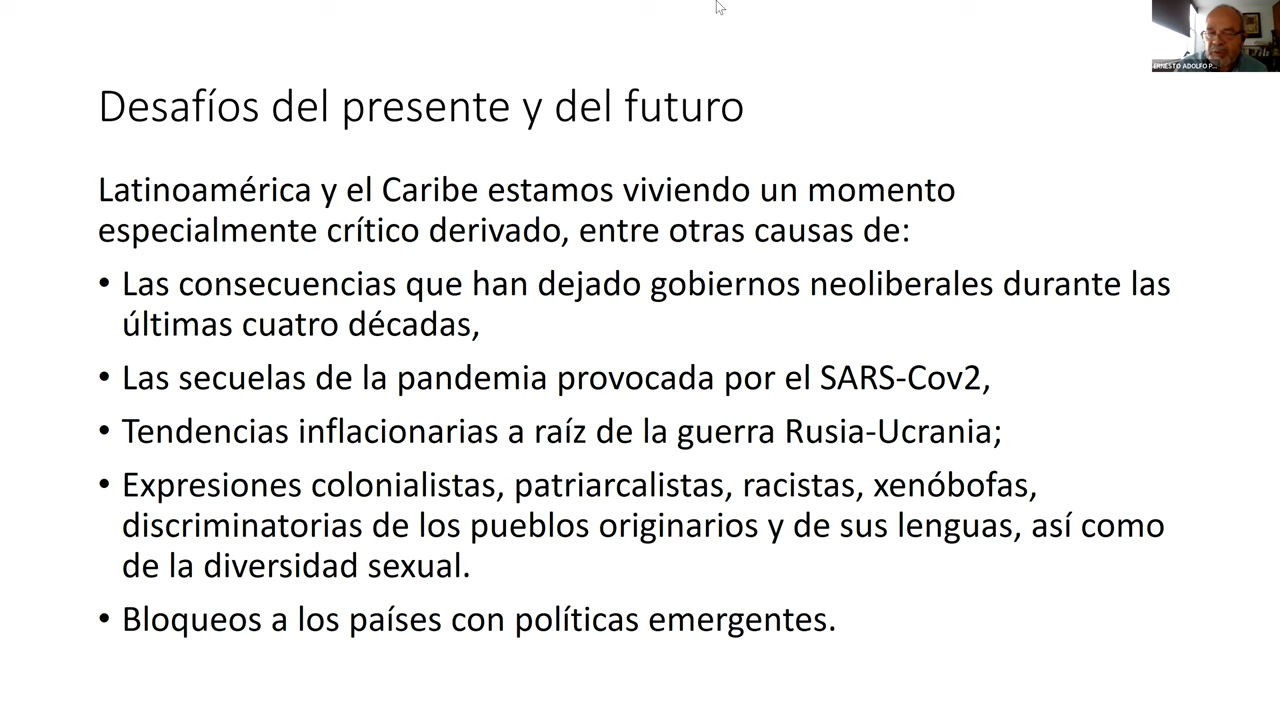 ERNESTO ADOLFO P...
Desafíos del presente y del futuro
Latinoamérica y el Caribe estamos viviendo un momento
especialmente crítico derivado, entre otras causas de:
• Las consecuencias que han dejado gobiernos neoliberales durante las
últimas cuatro décadas,
• Las secuelas de la pandemia provocada por el SARS-Cov2,
• Tendencias inflacionarias a raíz de la guerra Rusia-Ucrania;
• Expresiones colonialistas, patriarcalistas, racistas, xenóbofas,
discriminatorias de los pueblos originarios y de sus lenguas, así como
de la diversidad sexual.
• Bloqueos a los países con políticas emergentes.